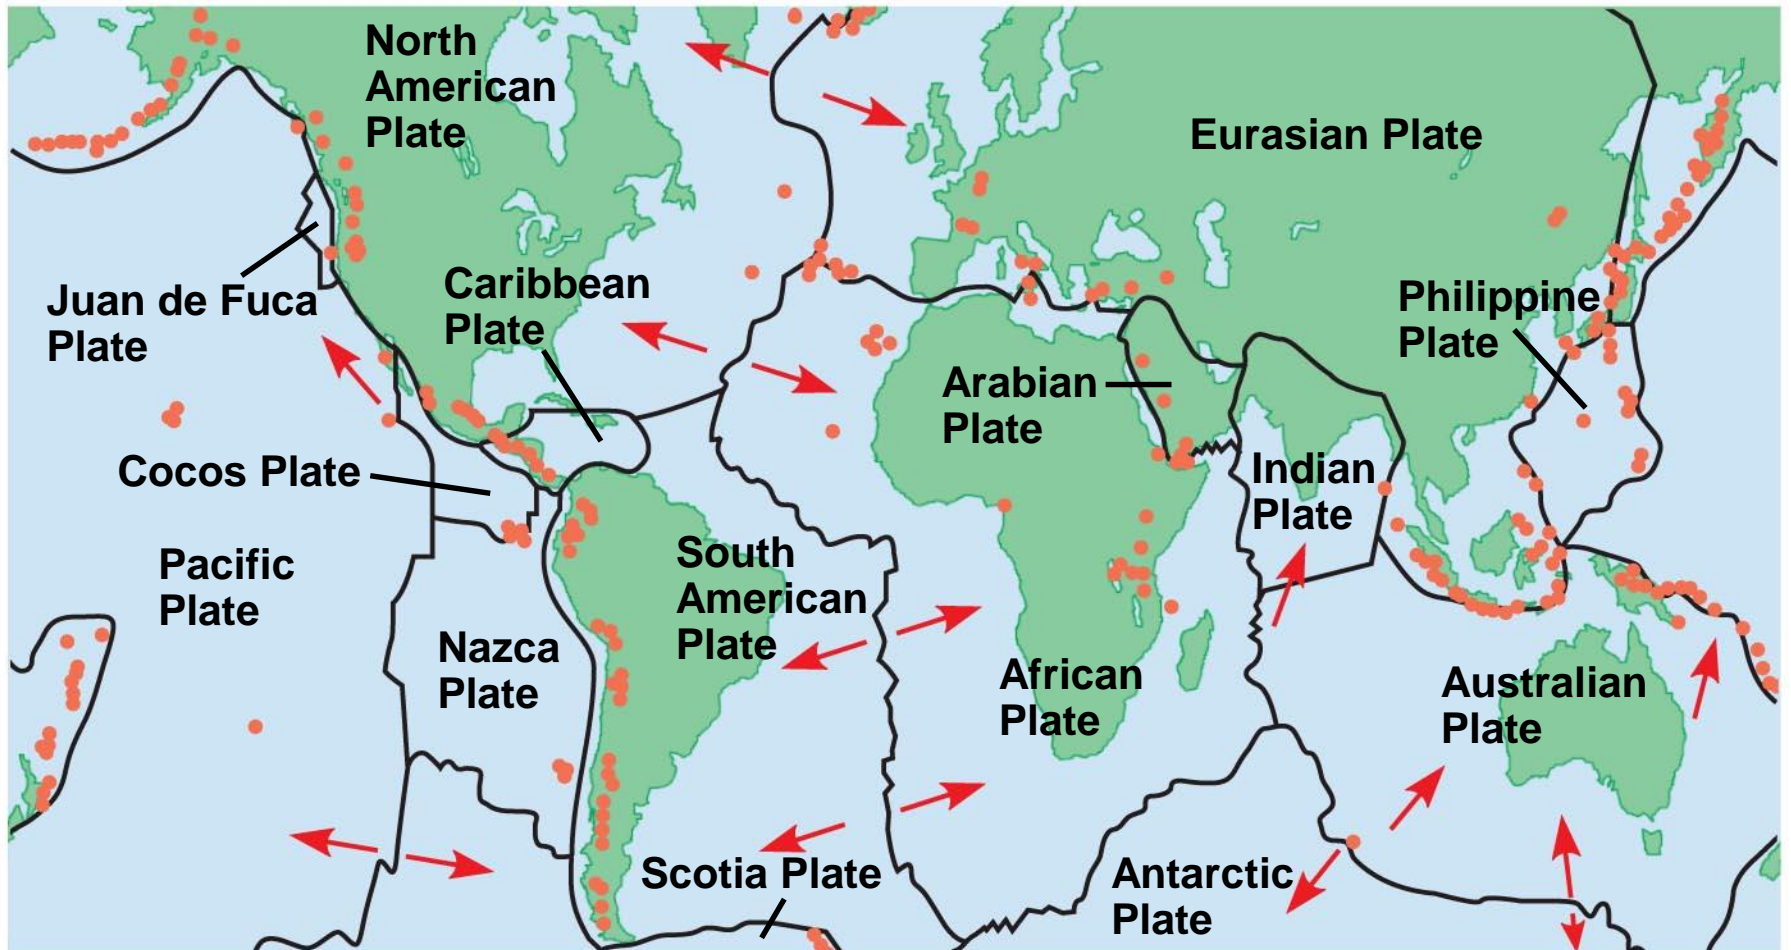 North
American
Plate
Eurasian Plate
Juan de Fuca
Plate
Caribbean
Plate
Philippine
Plate
Arabian
Plate
Cocos Plate
Indian
Plate
Pacific
Plate
South
American
Plate
Nazca
Plate
African
Plate
Australian
Plate
Scotia Plate
Antarctic
Plate